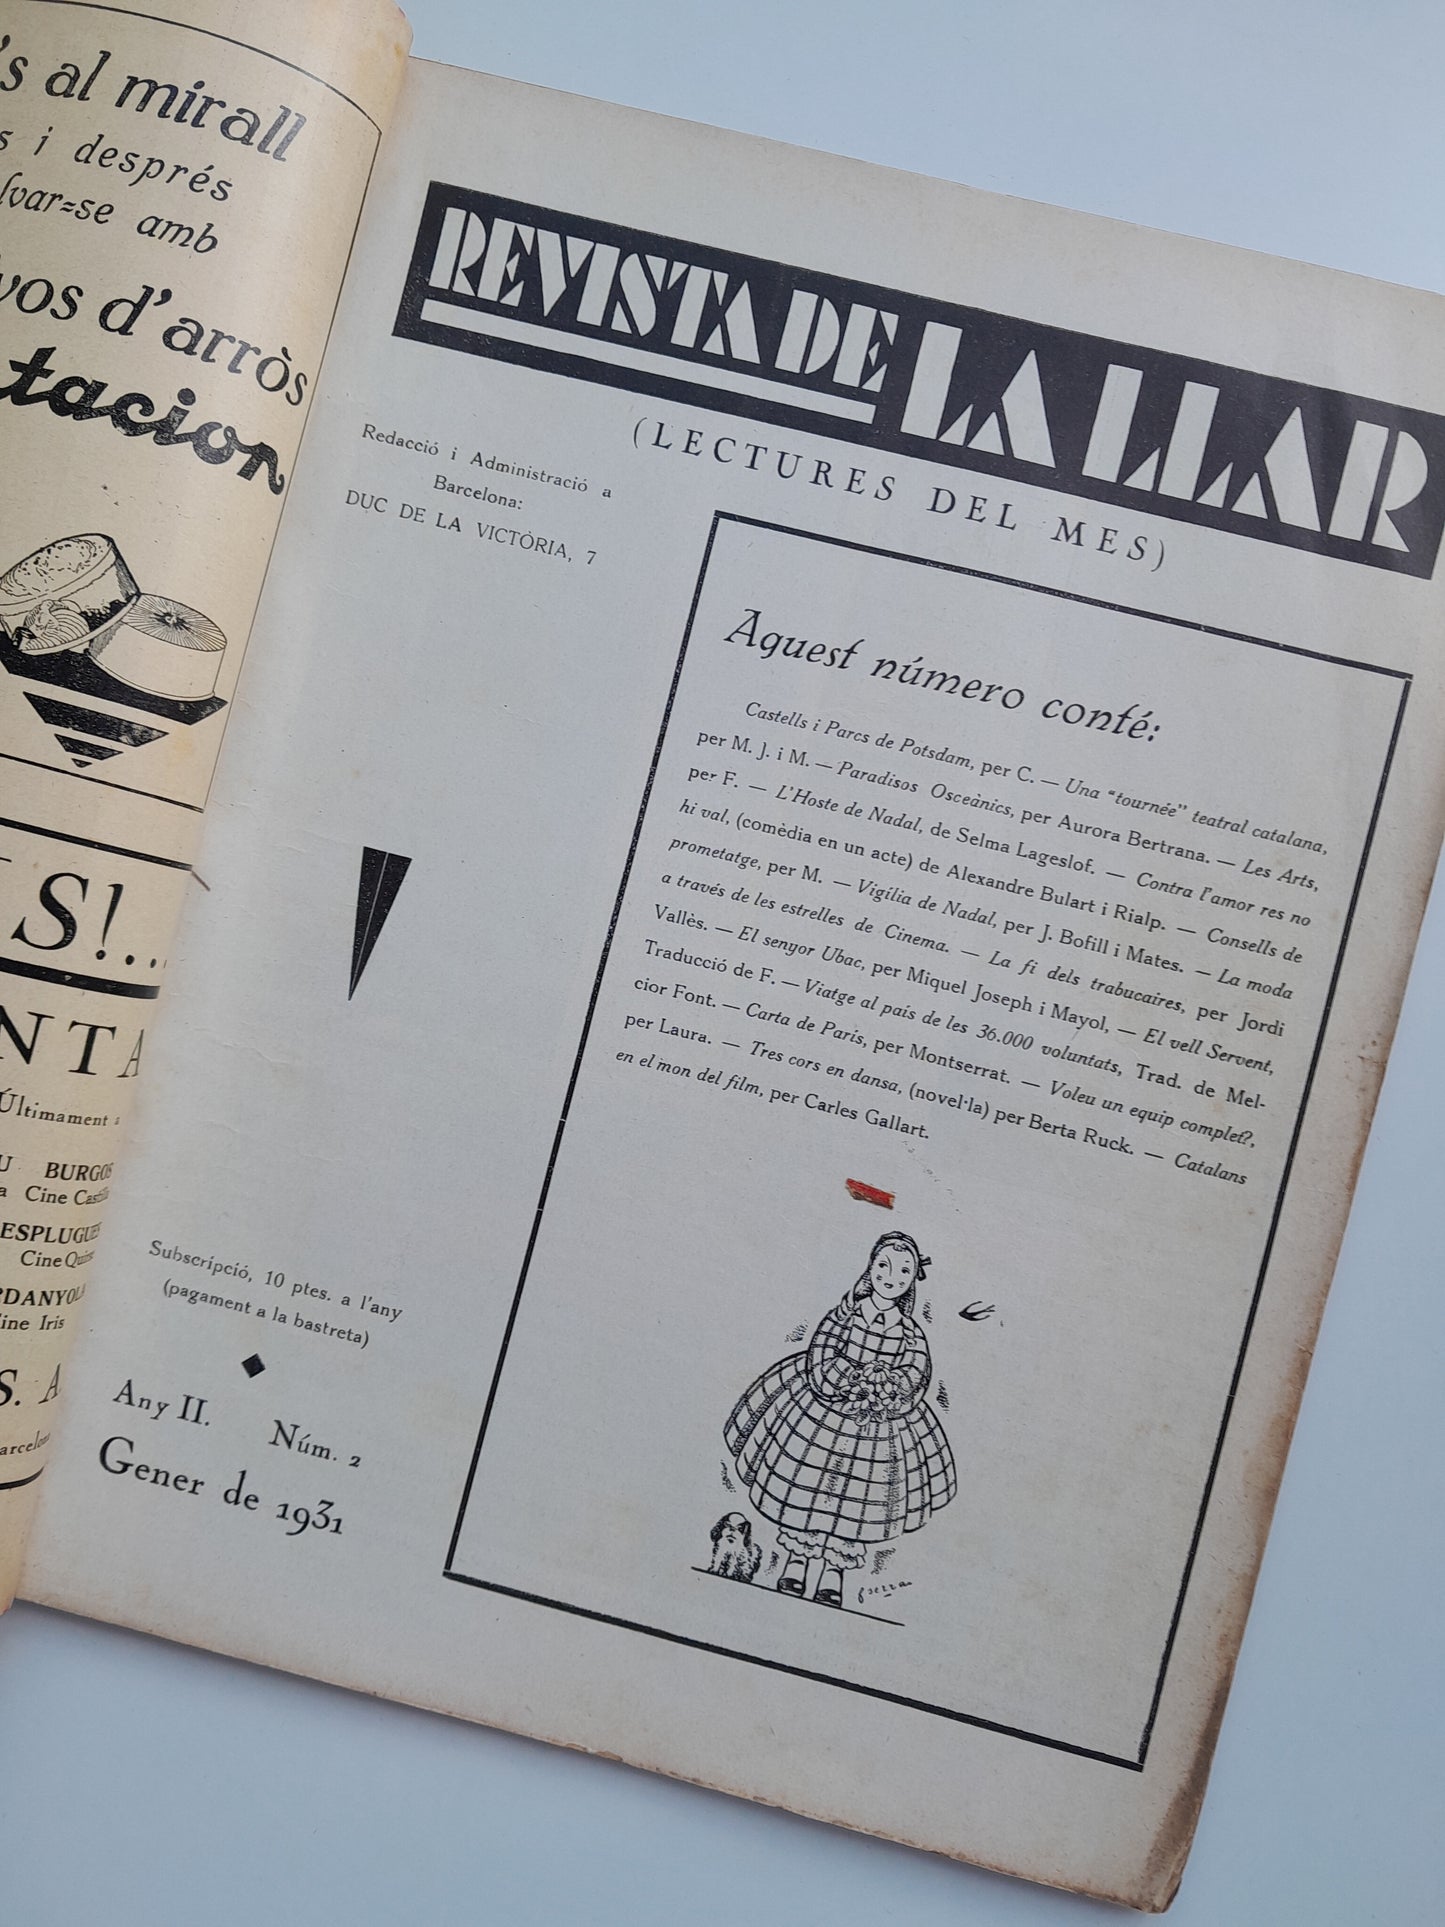 's al mirall
s i després
lvar=se amb
vos d'arròs
tacion
S!...
NTA
Últimament a
U BURGOS
a Cine Castilla
ESPLUGUES
Cine Quirse
RDANYOLA
Cine Iris
S. A
arcelona
REVISTA DE LA LLAR
(LECTURES DEL MES)
Redacció i Administració a
Barcelona:
DUC DE LA VICTÒRIA, 7
Aquest número conté:
Castells i Parcs de Potsdam, per C. — Una "tournée" teatral catalana,
per M. J. i M. — Paradisos Osceànics, per Aurora Bertrana. — Les Arts,
per F. — L'Hoste de Nadal, de Selma Lageslof. — Contra l'amor res no
hi val, (comèdia en un acte) de Alexandre Bulart i Rialp. — Consells de
prometatge, per M. — Vigília de Nadal, per J. Bofill i Mates. — La moda
a través de les estrelles de Cinema. — La fi dels trabucaires, per Jordi
Vallès. — El senyor Ubac, per Miquel Joseph i Mayol, — El vell Servent,
Traducció de F. — Viatge al país de les 36.000 voluntats, Trad. de Mel-
cior Font. — Carta de París, per Montserrat. — Voleu un equip complet?,
per Laura. — Tres cors en dansa, (novel·la) per Berta Ruck. — Catalans
en el mon del film, per Carles Gallart.
Subscripció, 10 ptes. a l'any
(pagament a la bastreta)
Any II. Núm. 2
Gener de 1931